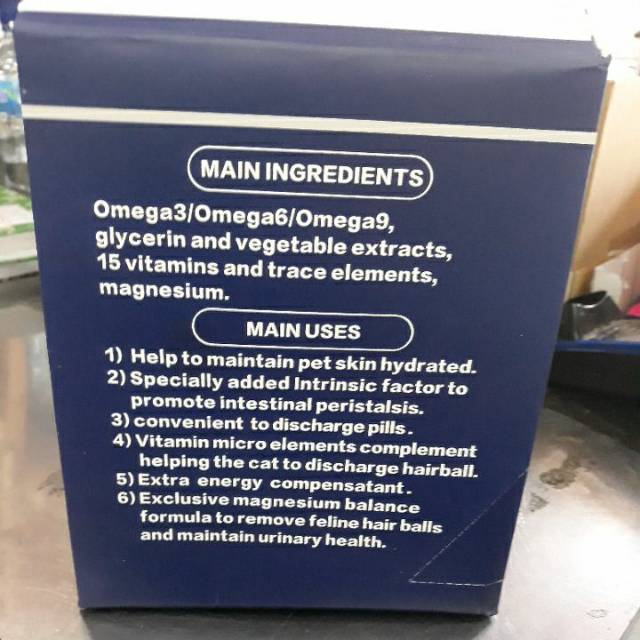 MAIN INGREDIENTS
Omega3/Omega6/Omega9,
glycerin and vegetable extracts,
15 vitamins and trace elements,
magnesium.
MAIN USES
1) Help to maintain pet skin hydrated.
2) Specially added Intrinsic factor to
promote intestinal peristalsis.
3) convenient to discharge pills.
4) Vitamin micro elements complement
helping the cat to discharge hairball.
5) Extra energy compensatant.
6) Exclusive magnesium balance
formula to remove feline hair balls
and maintain urinary health.